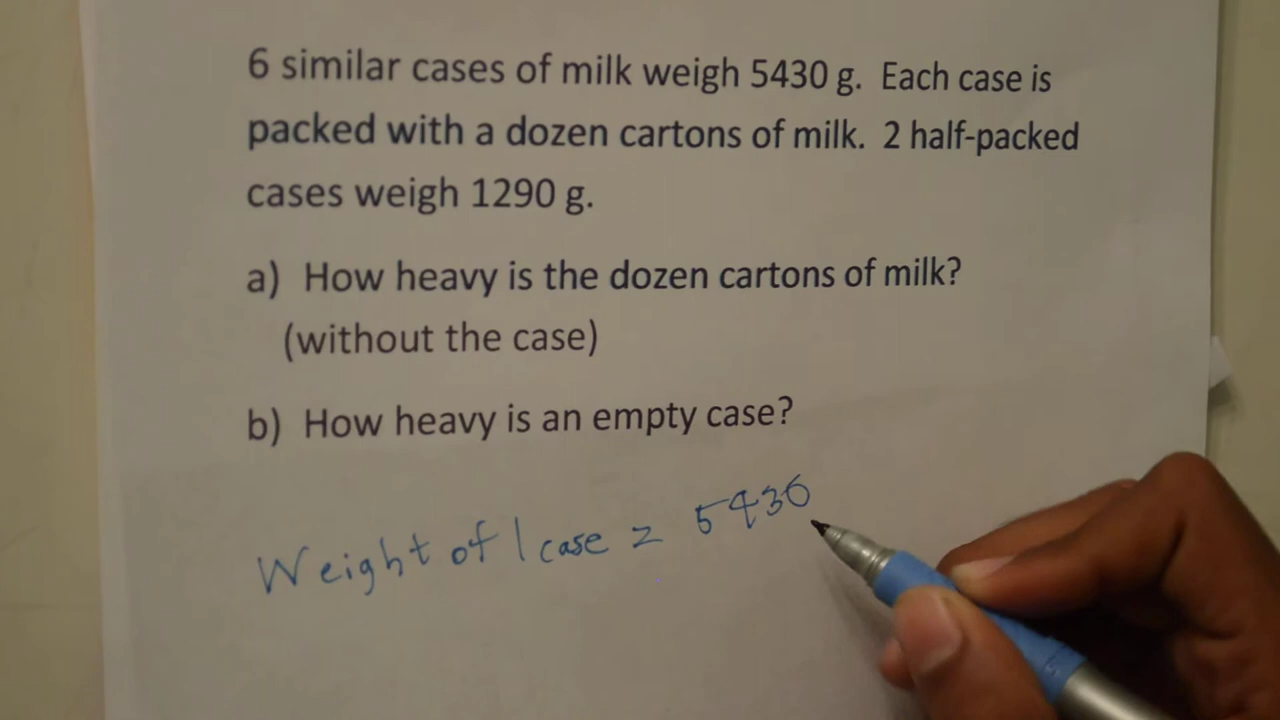 6 similar cases of milk weigh 5430 g. Each case is
packed with a dozen cartons of milk. 2 half-packed
cases weigh 1290 g.
a) How heavy is the dozen cartons of milk?
(without the case)
b) How heavy is an empty case?
Weight of 1 case = 5430